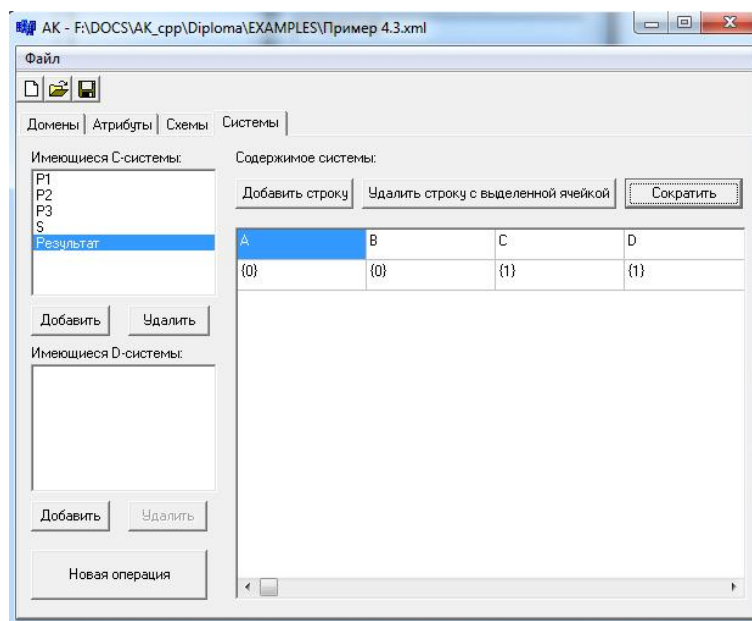 АК - F:\DOCS\AK_cpp\Diploma\EXAMPLES\Пример 4.3.xml
Файл
Домены Атрибуты Схемы Системы
Имеющиеся С-системы:
P1
P2
P3
S
Результат
Добавить Удалить
Имеющиеся D-системы:
Добавить Удалить
Новая операция
Содержимое системы:
Добавить строку Удалить строку с выделенной ячейкой Сократить
A B C D
{0} {0} {1} {1}